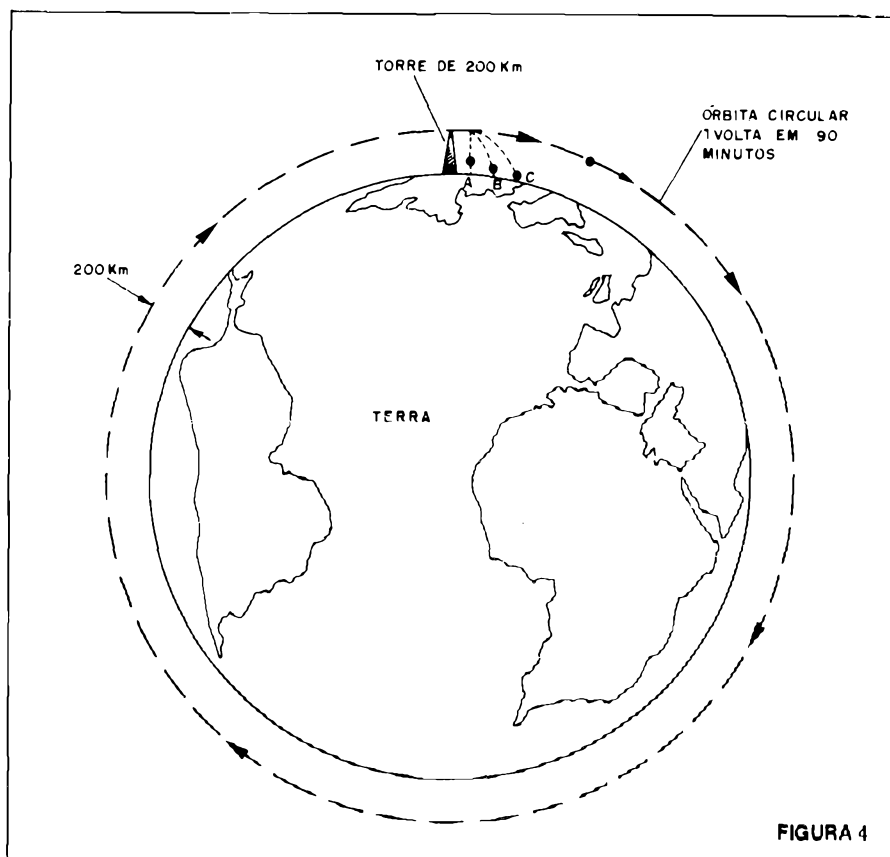 TORRE DE 200 Km
ÓRBITA CIRCULAR
1 VOLTA EM 90
MINUTOS
A
B
C
200 Km
TERRA
FIGURA 4